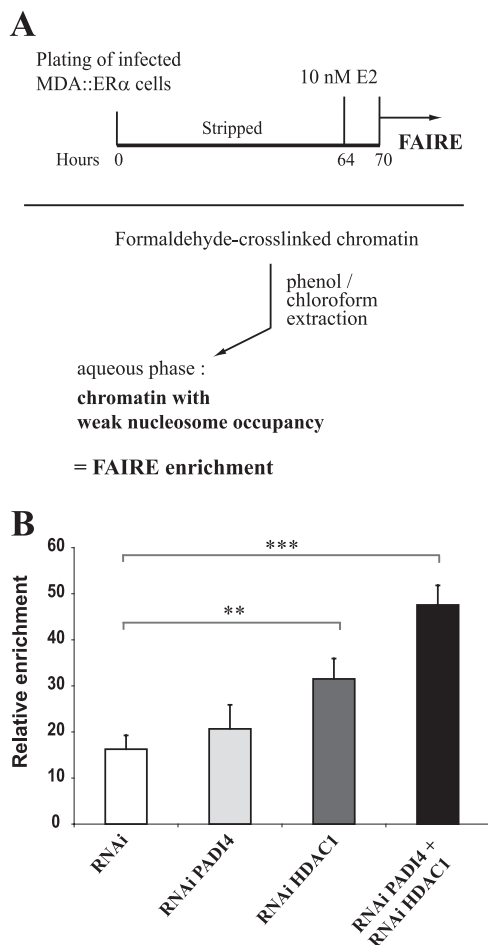 A
Plating of infected
MDA::ERα cells
10 nM E2
Stripped
FAIRE
Hours 0 64 70
Formaldehyde-crosslinked chromatin
phenol /
chloroform
extraction
aqueous phase :
chromatin with
weak nucleosome occupancy
= FAIRE enrichment
B
Relative enrichment
60
50
40
30
20
10
0
***
**
RNAi
RNAi PADI4
RNAi HDAC1
RNAi PADI4 +
RNAi HDAC1